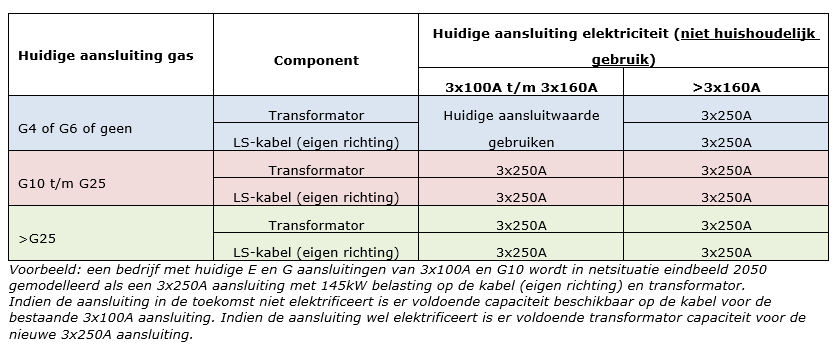 Huidige aansluiting gas
Component
Huidige aansluiting elektriciteit (niet huishoudelijk
gebruik)
3x100A t/m 3x160A
>3x160A
G4 of G6 of geen
Transformator
Huidige aansluitwaarde
gebruiken
3x250A
LS-kabel (eigen richting)
3x250A
G10 t/m G25
Transformator
3x250A
3x250A
LS-kabel (eigen richting)
3x250A
3x250A
>G25
Transformator
3x250A
3x250A
LS-kabel (eigen richting)
3x250A
3x250A
Voorbeeld: een bedrijf met huidige E en G aansluitingen van 3x100A en G10 wordt in netsituatie eindbeeld 2050
gemodelleerd als een 3x250A aansluiting met 145kW belasting op de kabel (eigen richting) en transformator.
Indien de aansluiting in de toekomst niet elektrificeert is er voldoende capaciteit beschikbaar op de kabel voor de
bestaande 3x100A aansluiting. Indien de aansluiting wel elektrificeert is er voldoende transformator capaciteit voor de
nieuwe 3x250A aansluiting.